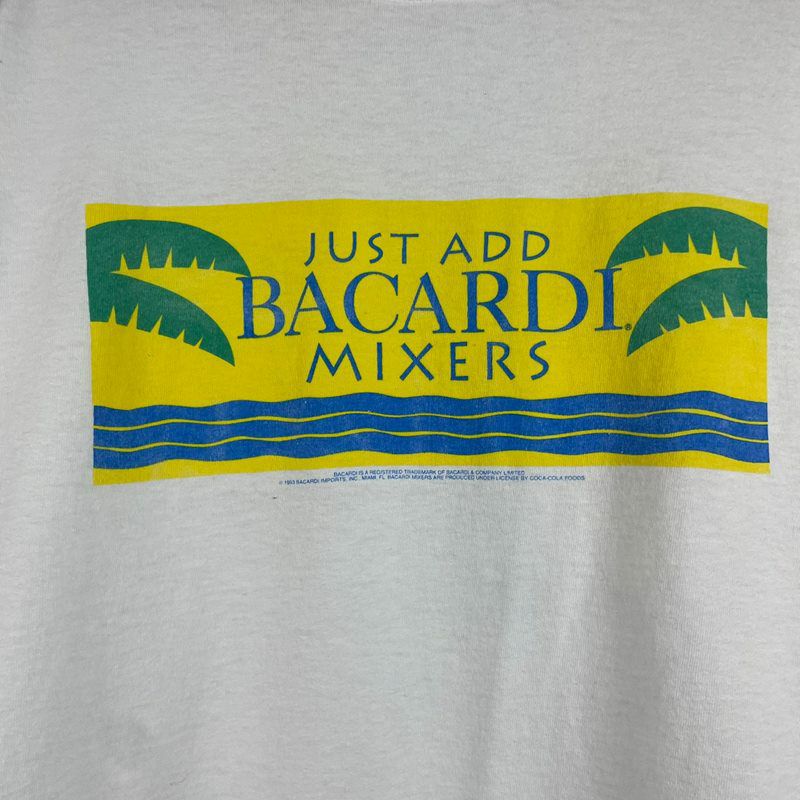 JUST ADD
BACARDI®
MIXERS
BACARDI IS A REGISTERED TRADEMARK OF BACARDI & COMPANY LIMITED
© 1993 BACARDI IMPORTS, INC. MIAMI, FL. BACARDI MIXERS ARE PRODUCED UNDER LICENSE BY COCA-COLA FOODS